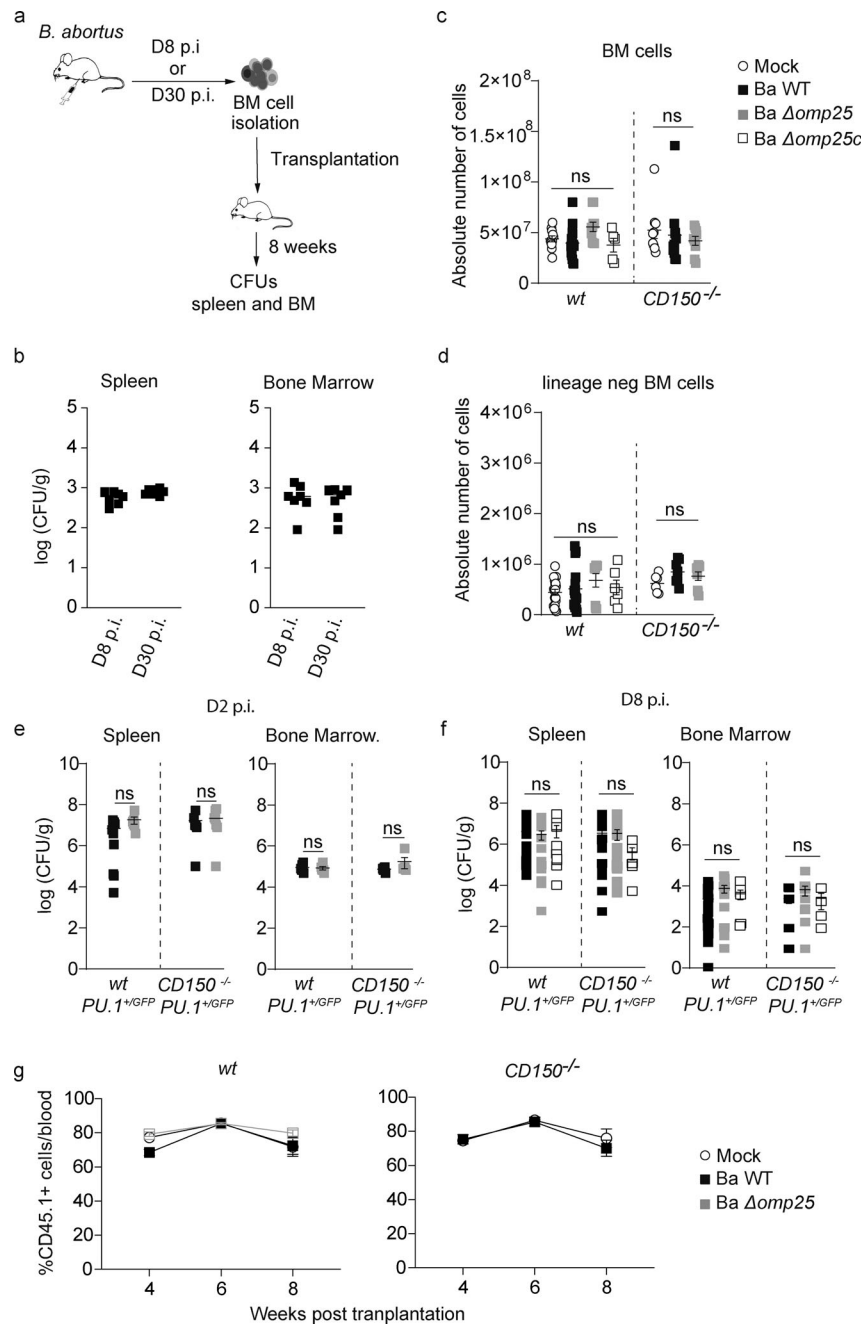 a
B. abortus
D8 p.i
or
D30 p.i.
BM cell
isolation
Transplantation
8 weeks
CFUs
spleen and BM
c
BM cells
Absolute number of cells
2×10⁸
1.5×10⁸
1×10⁸
5×10⁷
0
ns
ns
wt
CD150-/-
Mock
Ba WT
Ba Δomp25
Ba Δomp25c
b
Spleen
Bone Marrow
log (CFU/g)
5
4
3
2
1
0
D8 p.i.
D30 p.i.
5
4
3
2
1
0
D8 p.i.
D30 p.i.
d
lineage neg BM cells
Absolute number of cells
4×10⁶
3×10⁶
2×10⁶
1×10⁶
0
ns
ns
wt
CD150-/-
D2 p.i.
e
Spleen
Bone Marrow.
log (CFU/g)
10
8
6
4
2
0
ns
ns
wt
PU.1+/GFP
CD150 -/-
PU.1+/GFP
10
8
6
4
2
0
ns
ns
wt
PU.1+/GFP
CD150 -/-
PU.1+/GFP
D8 p.i.
f
Spleen
Bone Marrow
log (CFU/g)
10
8
6
4
2
0
ns
ns
wt
PU.1+/GFP
CD150 -/-
PU.1+/GFP
10
8
6
4
2
0
ns
ns
wt
PU.1+/GFP
CD150 -/-
PU.1+/GFP
g
wt
CD150-/-
%CD45.1+ cells/blood
100
80
60
40
20
0
4
6
8
100
80
60
40
20
0
4
6
8
Weeks post tranplantation
Mock
Ba WT
Ba Δomp25